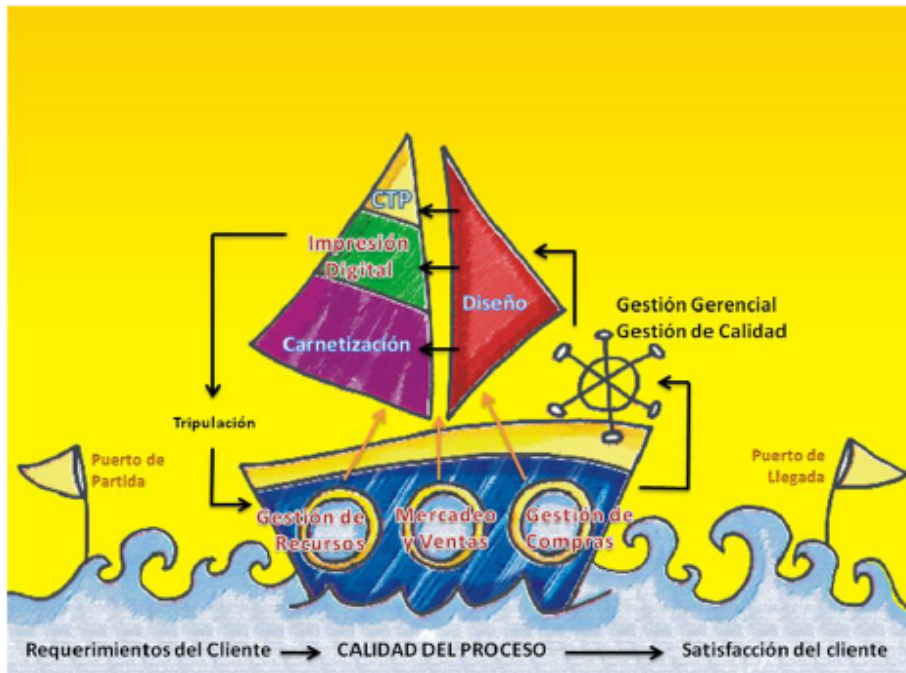 CTP
Impresión
Digital
Carnetización
Diseño
Gestión Gerencial
Gestión de Calidad
Tripulación
Puerto de
Partida
Puerto de
Llegada
Gestión de
Recursos
Mercadeo
y Ventas
Gestión de
Compras
Requerimientos del Cliente
CALIDAD DEL PROCESO
Satisfacción del cliente